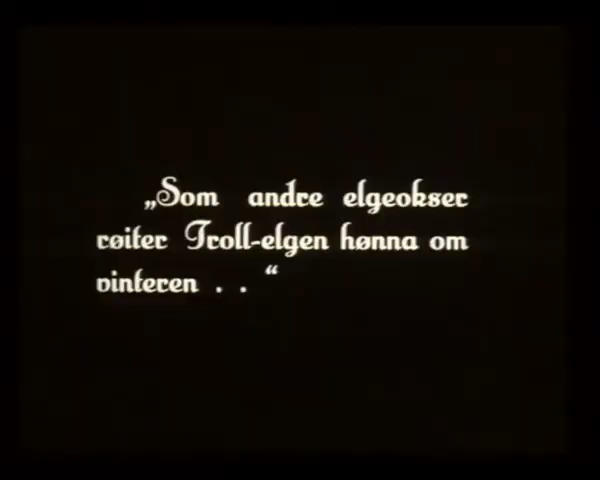 „Som andre elgeokser
røiter Troll-elgen hønna om
vinteren . . “